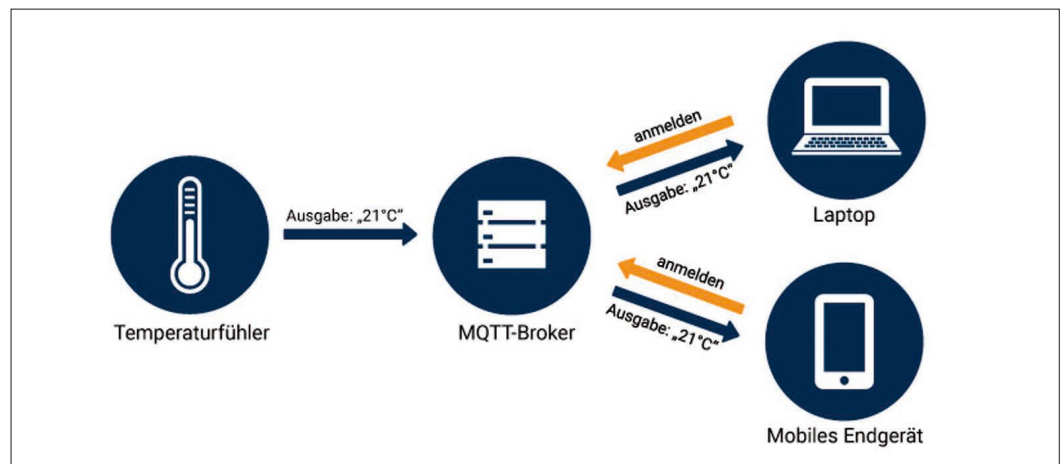 Temperaturfühler
Ausgabe: „21°C“
MQTT-Broker
anmelden
Ausgabe: „21°C“
Laptop
anmelden
Ausgabe: „21°C“
Mobiles Endgerät